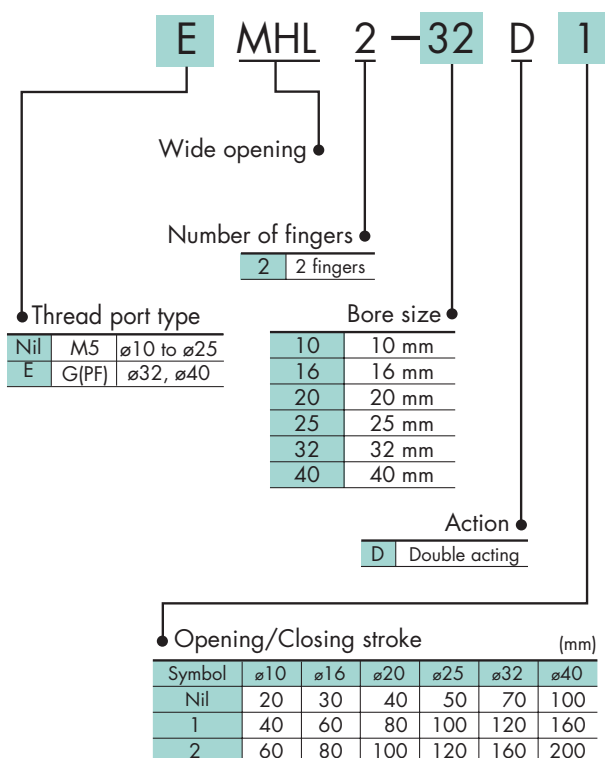 E MHL 2 – 32 D 1
Wide opening
Number of fingers
2 2 fingers
Thread port type
Nil M5 ø10 to ø25
E G(PF) ø32, ø40
Bore size
10 10 mm
16 16 mm
20 20 mm
25 25 mm
32 32 mm
40 40 mm
Action
D Double acting
Opening/Closing stroke (mm)
Symbol ø10 ø16 ø20 ø25 ø32 ø40
Nil 20 30 40 50 70 100
1 40 60 80 100 120 160
2 60 80 100 120 160 200